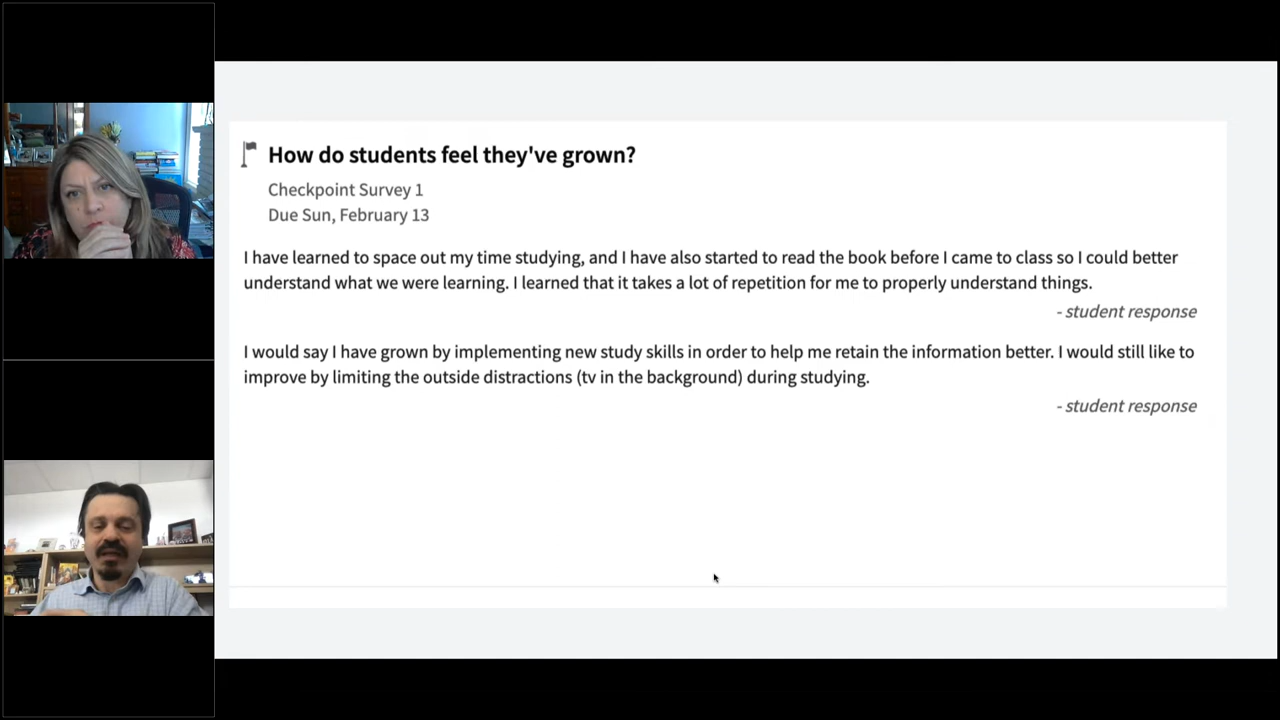 How do students feel they've grown?
Checkpoint Survey 1
Due Sun, February 13
I have learned to space out my time studying, and I have also started to read the book before I came to class so I could better
understand what we were learning. I learned that it takes a lot of repetition for me to properly understand things.
- student response
I would say I have grown by implementing new study skills in order to help me retain the information better. I would still like to
improve by limiting the outside distractions (tv in the background) during studying.
- student response